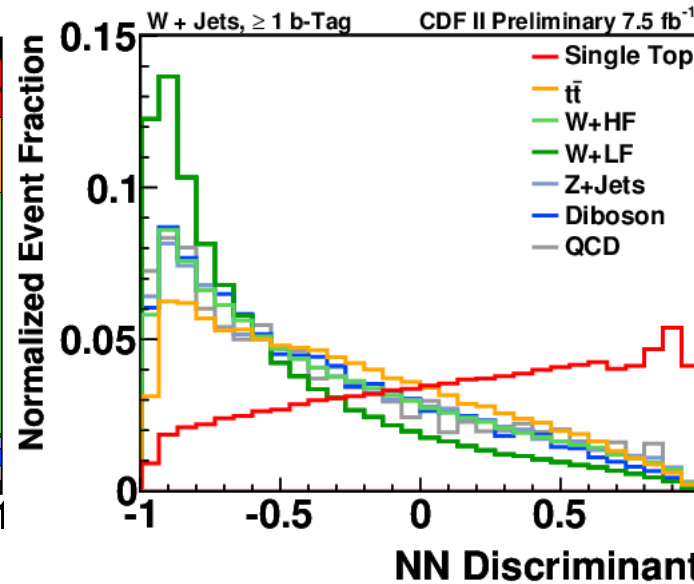 W + Jets, ≥ 1 b-Tag
CDF II Preliminary 7.5 fb⁻¹
Normalized Event Fraction
0.15
0.1
0.05
0
-1
-0.5
0
0.5
Single Top
tt̄
W+HF
W+LF
Z+Jets
Diboson
QCD
NN Discriminant